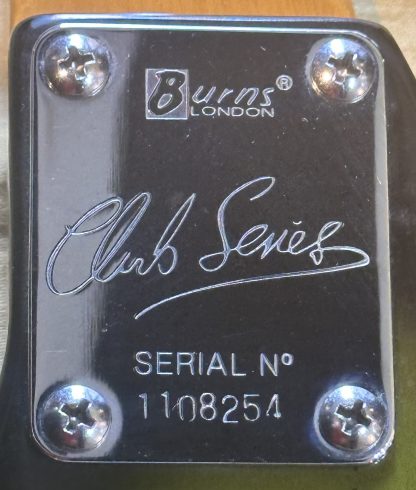 Burns®
LONDON
Club Series
SERIAL Nº
1108254